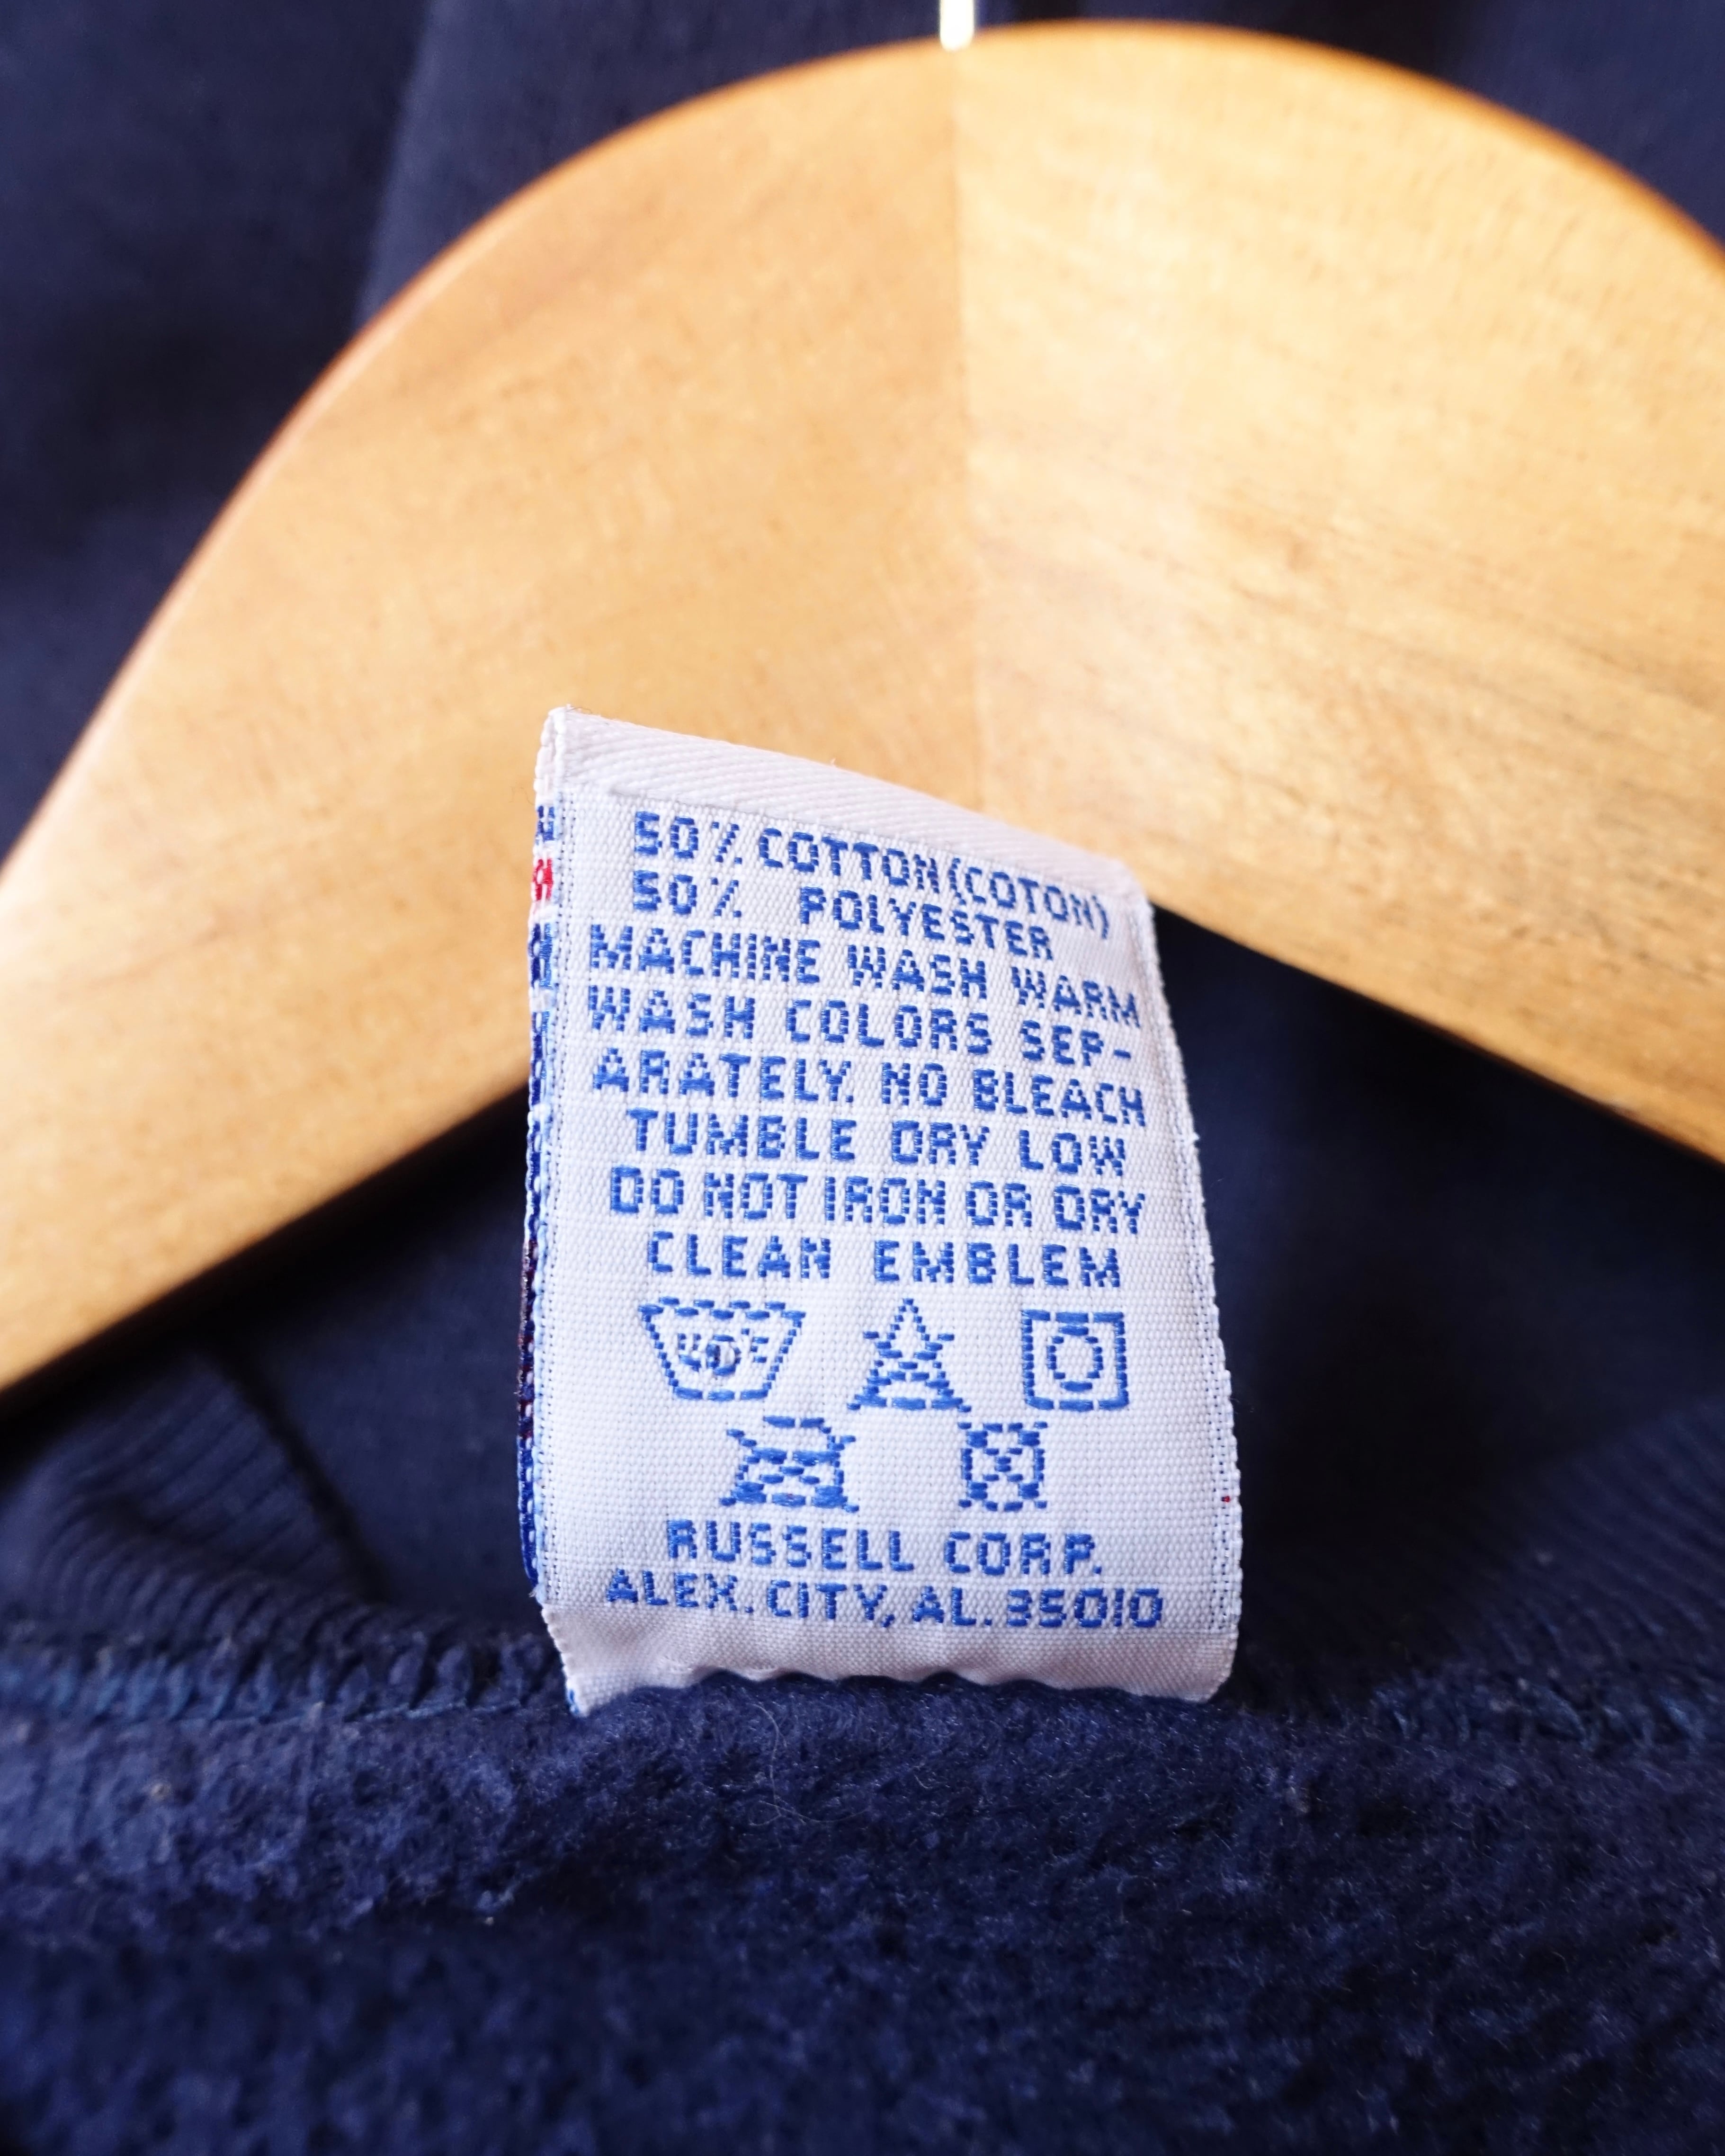 50% COTTON (COTON)
50% POLYESTER
MACHINE WASH WARM
WASH COLORS SEP-
ARATELY. NO BLEACH
TUMBLE DRY LOW
DO NOT IRON OR DRY
CLEAN EMBLEM
RUSSELL CORP.
ALEX. CITY, AL. 35010